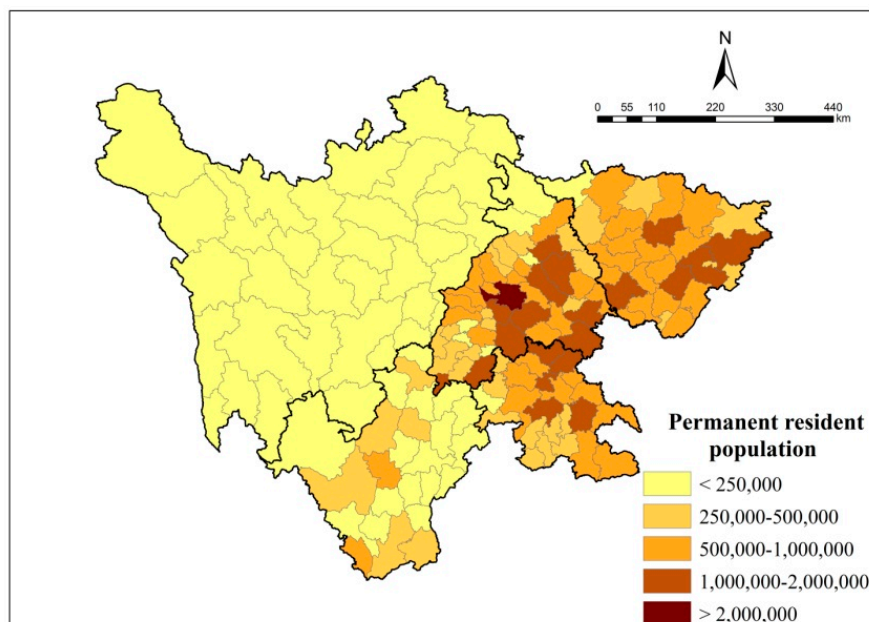 N
0 55 110 220 330 440
km
Permanent resident
population
< 250,000
250,000-500,000
500,000-1,000,000
1,000,000-2,000,000
> 2,000,000